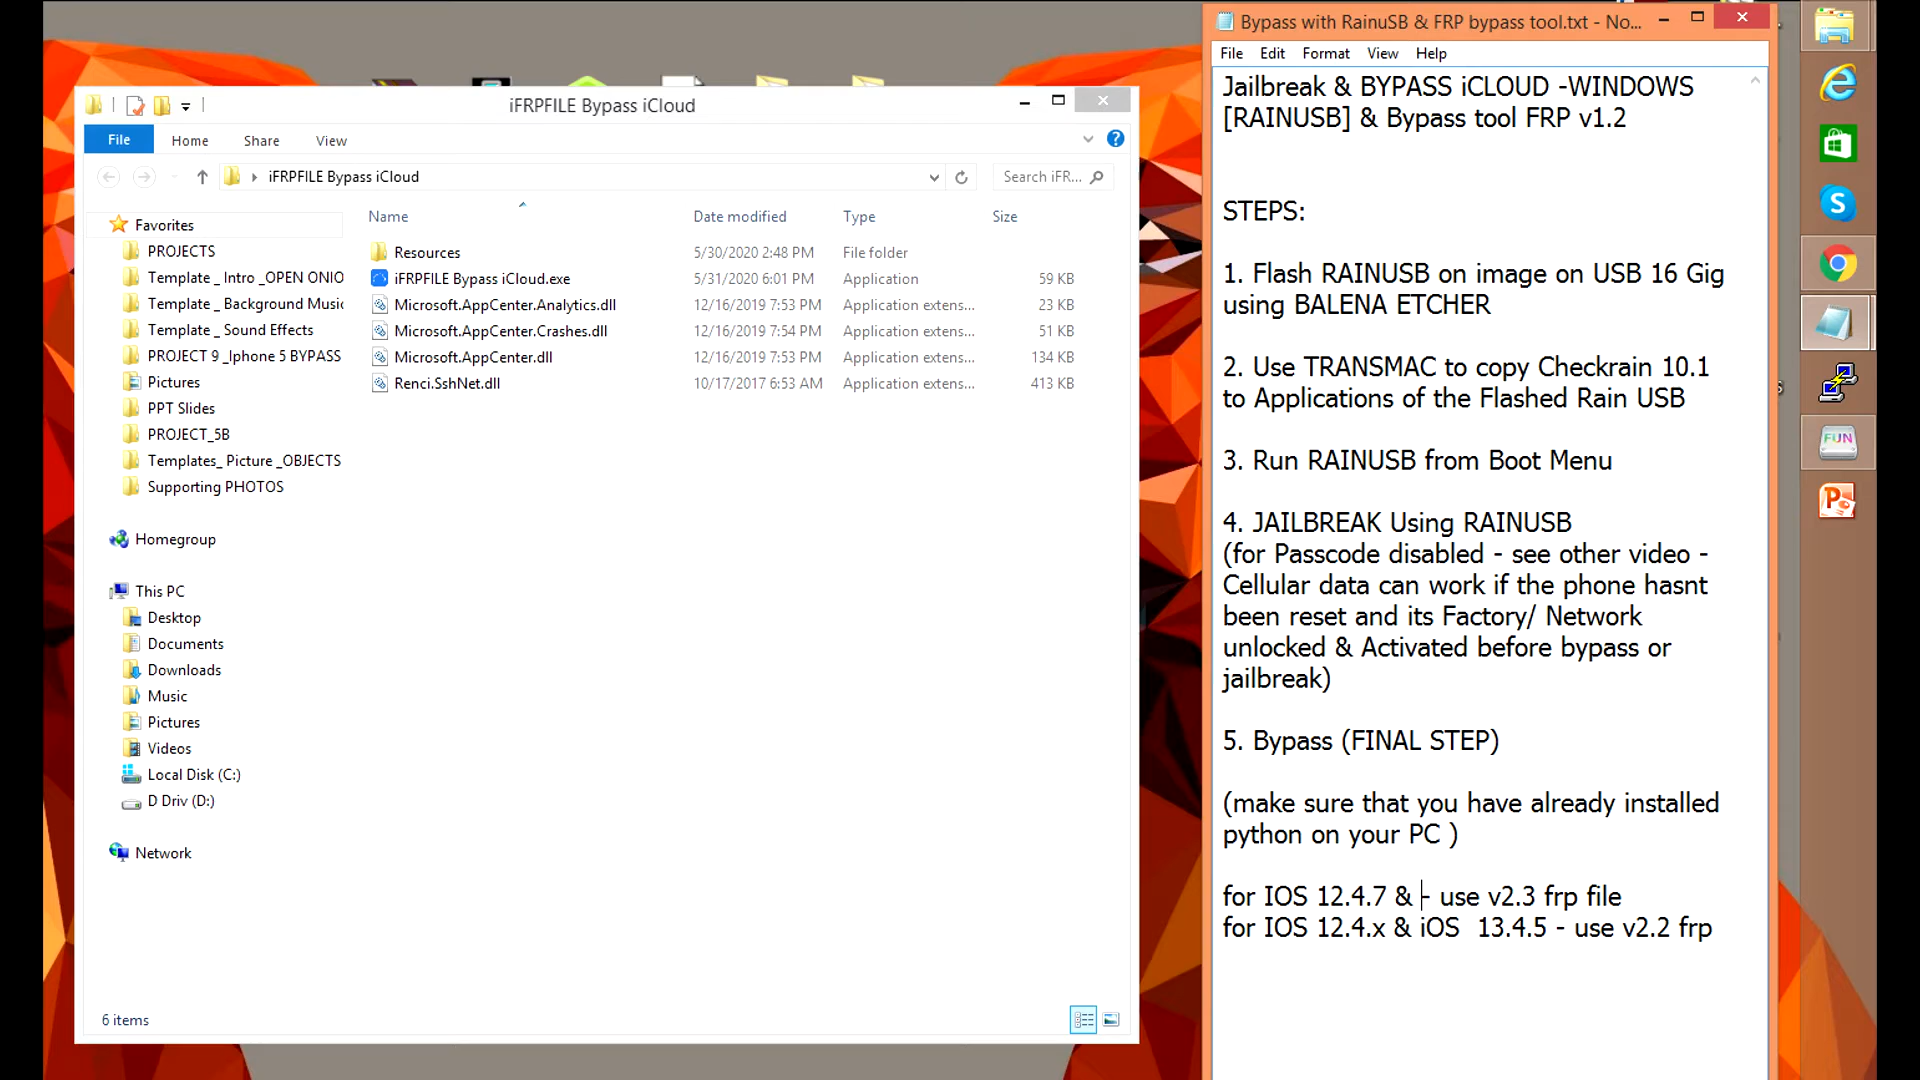 iFRPFILE Bypass iCloud
File Home Share View
iFRPFILE Bypass iCloud
Search iFR...
Name Date modified Type Size
Resources 5/30/2020 2:48 PM File folder
iFRPFILE Bypass iCloud.exe 5/31/2020 6:01 PM Application 59 KB
Microsoft.AppCenter.Analytics.dll 12/16/2019 7:53 PM Application extens... 23 KB
Microsoft.AppCenter.Crashes.dll 12/16/2019 7:54 PM Application extens... 51 KB
Microsoft.AppCenter.dll 12/16/2019 7:53 PM Application extens... 134 KB
Renci.SshNet.dll 10/17/2017 6:53 AM Application extens... 413 KB
Favorites
PROJECTS
Template _ Intro _OPEN ONIO
Template _ Background Music
Template _ Sound Effects
PROJECT 9 _Iphone 5 BYPASS
Pictures
PPT Slides
PROJECT_5B
Templates_ Picture _OBJECTS
Supporting PHOTOS
Homegroup
This PC
Desktop
Documents
Downloads
Music
Pictures
Videos
Local Disk (C:)
D Driv (D:)
Network
6 items
Bypass with RainuSB & FRP bypass tool.txt - No...
File Edit Format View Help
Jailbreak & BYPASS iCLOUD -WINDOWS
[RAINUSB] & Bypass tool FRP v1.2
STEPS:
1. Flash RAINUSB on image on USB 16 Gig
using BALENA ETCHER
2. Use TRANSMAC to copy Checkrain 10.1
to Applications of the Flashed Rain USB
3. Run RAINUSB from Boot Menu
4. JAILBREAK Using RAINUSB
(for Passcode disabled - see other video -
Cellular data can work if the phone hasnt
been reset and its Factory/ Network
unlocked & Activated before bypass or
jailbreak)
5. Bypass (FINAL STEP)
(make sure that you have already installed
python on your PC )
for IOS 12.4.7 & - use v2.3 frp file
for IOS 12.4.x & iOS  13.4.5 - use v2.2 frp
FUN